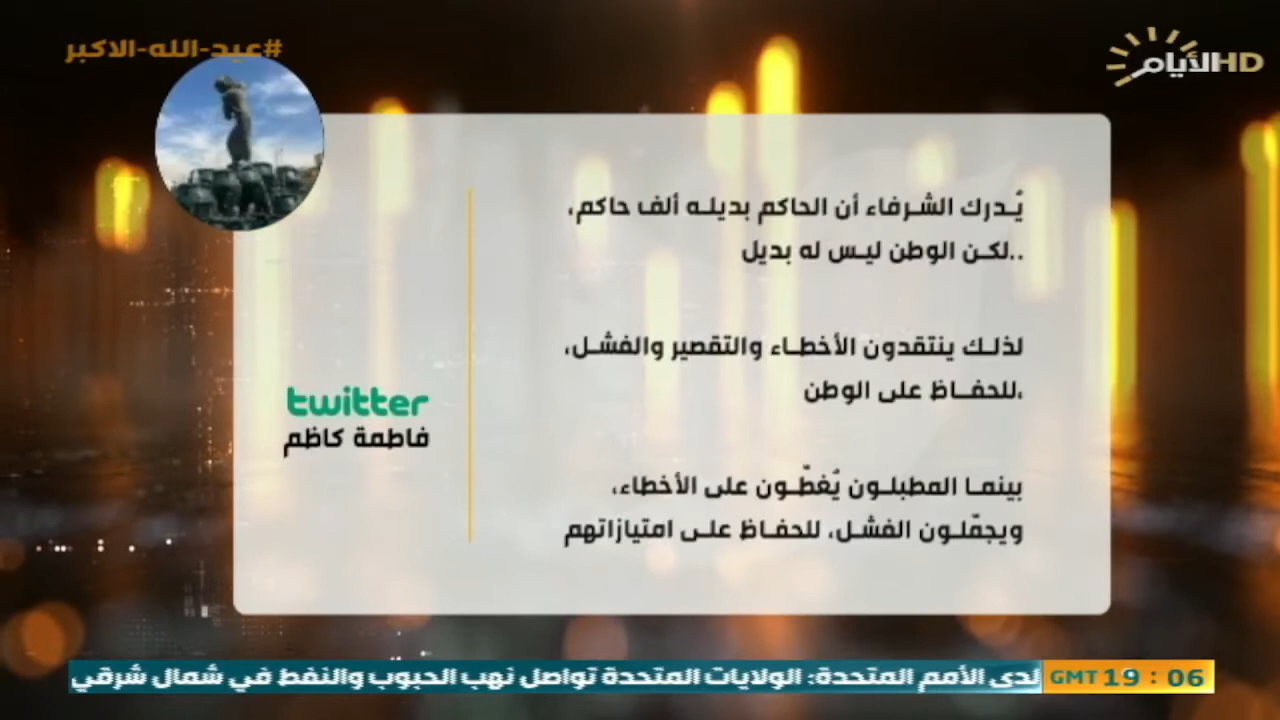 #عيد-الله-الاكبر
الأيام HD
يُدرك الشرفاء أن الحاكم بديله ألف حاكم،
..لكن الوطن ليس له بديل
لذلك ينتقدون الأخطاء والتقصير والفشل،
،للحفاظ على الوطن
بينما المطبلون يُغطّون على الأخطاء،
ويجمّلون الفشل، للحفاظ على امتيازاتهم
twitter
فاطمة كاظم
لدى الأمم المتحدة: الولايات المتحدة تواصل نهب الحبوب والنفط في شمال شرقي
GMT 19 : 06